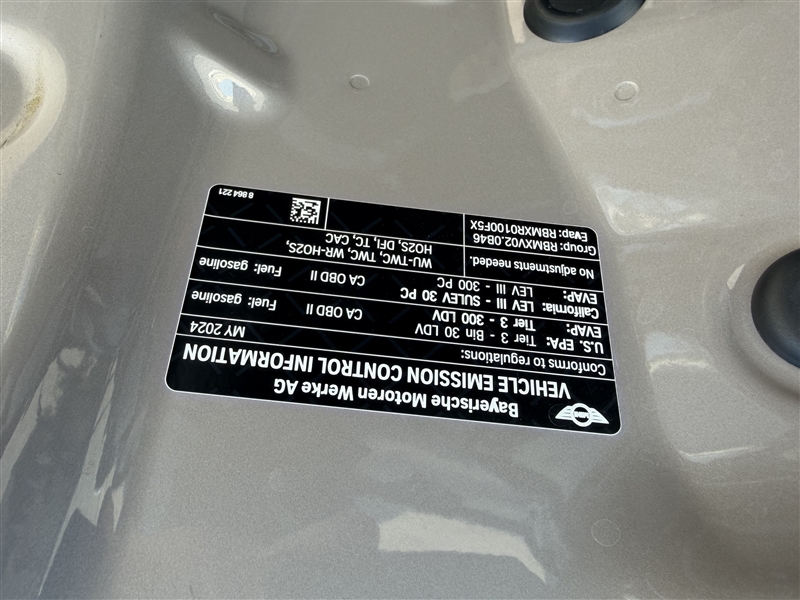 MINI
Bayerische Motoren Werke AG
VEHICLE EMISSION CONTROL INFORMATION
Conforms to regulations: MY 2024
U.S. EPA: Tier 3 - Bin 30 LDV CA OBD II Fuel: gasoline
EVAP: Tier 3 - 300 LDV
California: LEV III - SULEV 30 PC CA OBD II Fuel: gasoline
EVAP: LEV III - 300 PC
No adjustments needed. WU-TWC, TWC, WR-HO2S,
HO2S, DFI, TC, CAC
Group: RBMXV02.0B46
Evap: RBMXR0100F5X
8 864 221